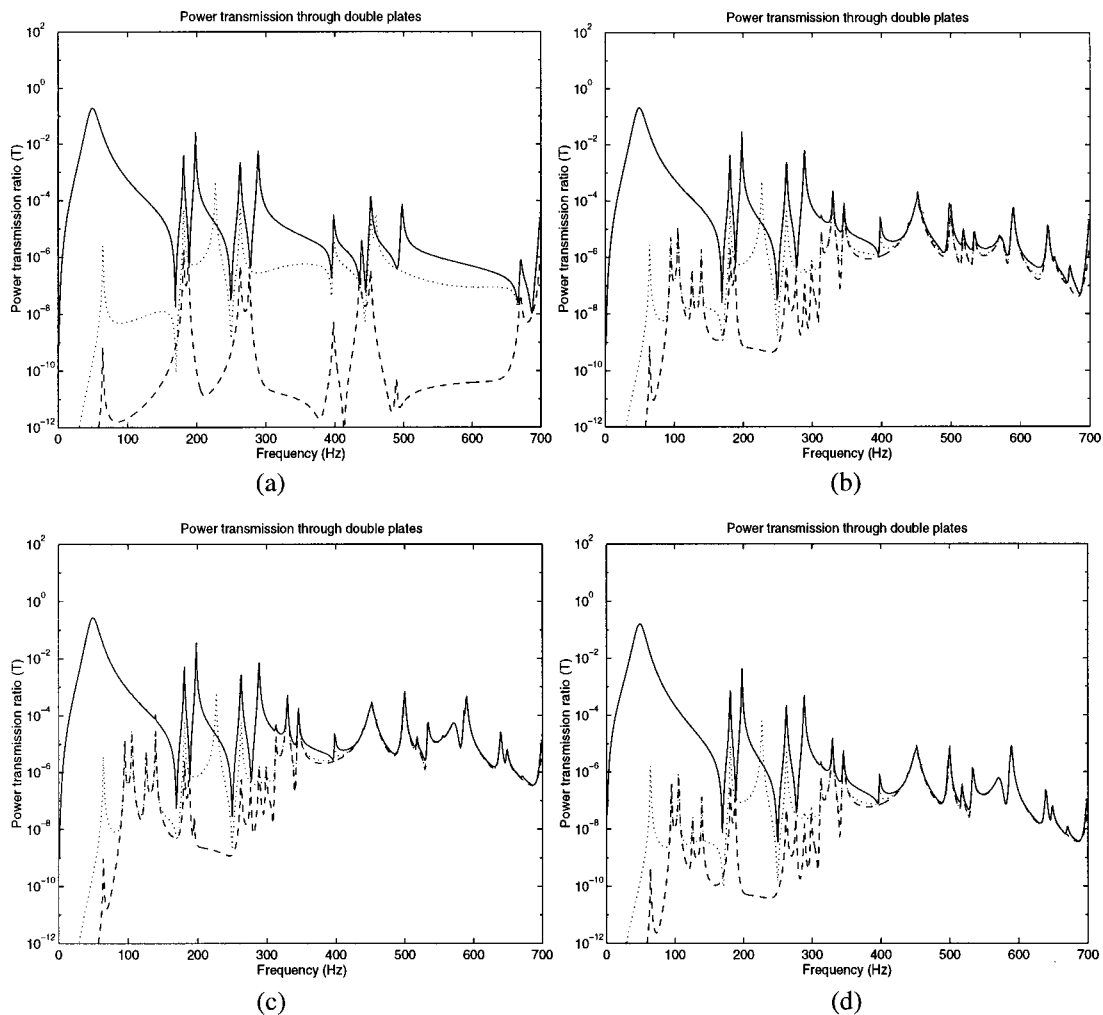 Power transmission through double plates
Power transmission ratio (T)
10^2
10^0
10^-2
10^-4
10^-6
10^-8
10^-10
10^-12
0 100 200 300 400 500 600 700
Frequency (Hz)
(a)
Power transmission through double plates
Power transmission ratio (T)
10^2
10^0
10^-2
10^-4
10^-6
10^-8
10^-10
10^-12
0 100 200 300 400 500 600 700
Frequency (Hz)
(b)
Power transmission through double plates
Power transmission ratio (T)
10^2
10^0
10^-2
10^-4
10^-6
10^-8
10^-10
10^-12
0 100 200 300 400 500 600 700
Frequency (Hz)
(c)
Power transmission through double plates
Power transmission ratio (T)
10^2
10^0
10^-2
10^-4
10^-6
10^-8
10^-10
10^-12
0 100 200 300 400 500 600 700
Frequency (Hz)
(d)